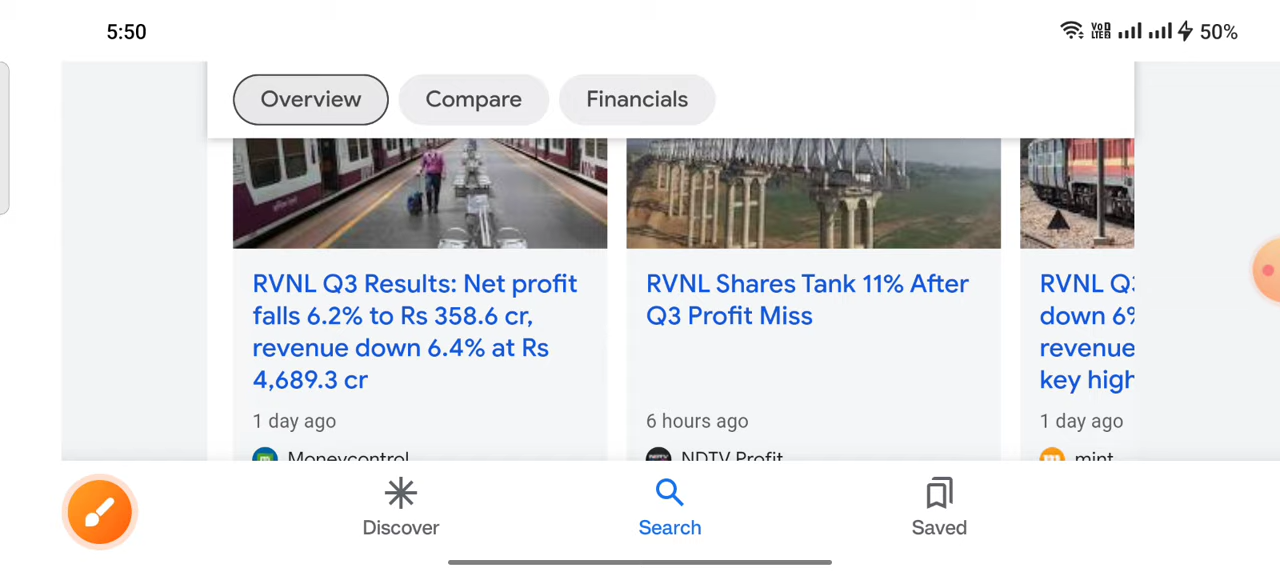 5:50
50%
Overview Compare Financials
RVNL Q3 Results: Net profit
falls 6.2% to Rs 358.6 cr,
revenue down 6.4% at Rs
4,689.3 cr
1 day ago
Moneycontrol
RVNL Shares Tank 11% After
Q3 Profit Miss
6 hours ago
NDTV Profit
RVNL Q3
down 6%
revenue
key high
1 day ago
mint
Discover Search Saved